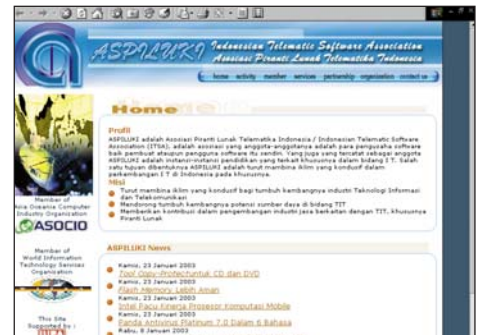 ASPILUKI
Indonesian Telematic Software Association
Asosiasi Piranti Lunak Telematika Indonesia
home activity member services partnership organization contact us
Home
Profil
ASPILUKI adalah Asosiasi Piranti Lunak Telematika Indonesia / Indonesian Telematic Software
Association (ITSA), adalah asosiasi yang anggota-anggotanya adalah para pengusaha software
baik pembuat ataupun pengguna software itu sendiri. Yang juga yang tercatat sebagai anggota
ASPILUKI adalah instansi-instansi pendidikan yang terkait khususnya dalam bidang I T. Salah
satu tujuan dibentuknya ASPILUKI adalah turut membina iklim yang kondusif dalam
perkembangan I T di Indonesia pada khususnya.
Misi
Turut membina iklim yang kondusif bagi tumbuh kembangnya industri Teknologi Informasi
dan Telekomunikasi
Mendorong tumbuh kembangnya potensi sumber daya di bidang TIT
Memberikan kontribusi dalam pengembangan industri jasa berkaitan dengan TIT, khususnya
Piranti Lunak
Member of
Asia Oceania Computer
Industry Organization
ASOCIO
Member of
World Information
Technology Services
Organization
This Site
Supported by :
ASPILUKI News
Kamis, 23 Januari 2003
Tool Copy-Protect untuk CD dan DVD
Kamis, 23 Januari 2003
Flash Memory Lebih Aman
Kamis, 23 Januari 2003
Intel Pacu Kinerja Prosesor Komputasi Mobile
Kamis, 23 Januari 2003
Panda Antivirus Platinum 7.0 Dalam 6 Bahasa
Rabu, 8 Januari 2003